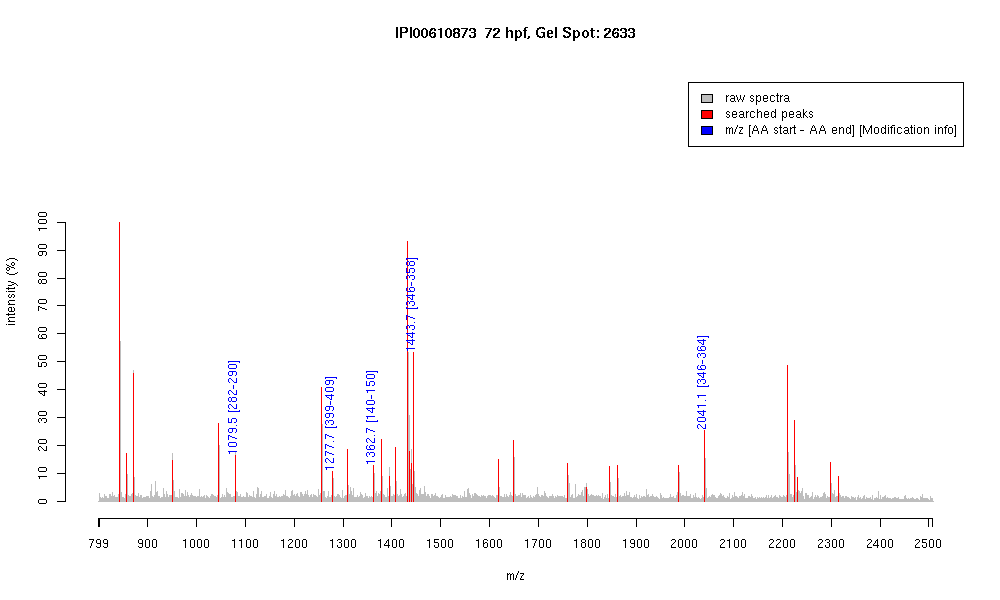 IPI00610873 72 hpf, Gel Spot: 2633
raw spectra
searched peaks
m/z [AA start - AA end] [Modification info]
intensity (%)
100
90
80
70
60
50
40
30
20
10
0
1079.5 [282-290]
1277.7 [399-409]
1362.7 [140-150]
1443.7 [346-358]
2041.1 [346-364]
799 900 1000 1100 1200 1300 1400 1500 1600 1700 1800 1900 2000 2100 2200 2300 2400 2500
m/z